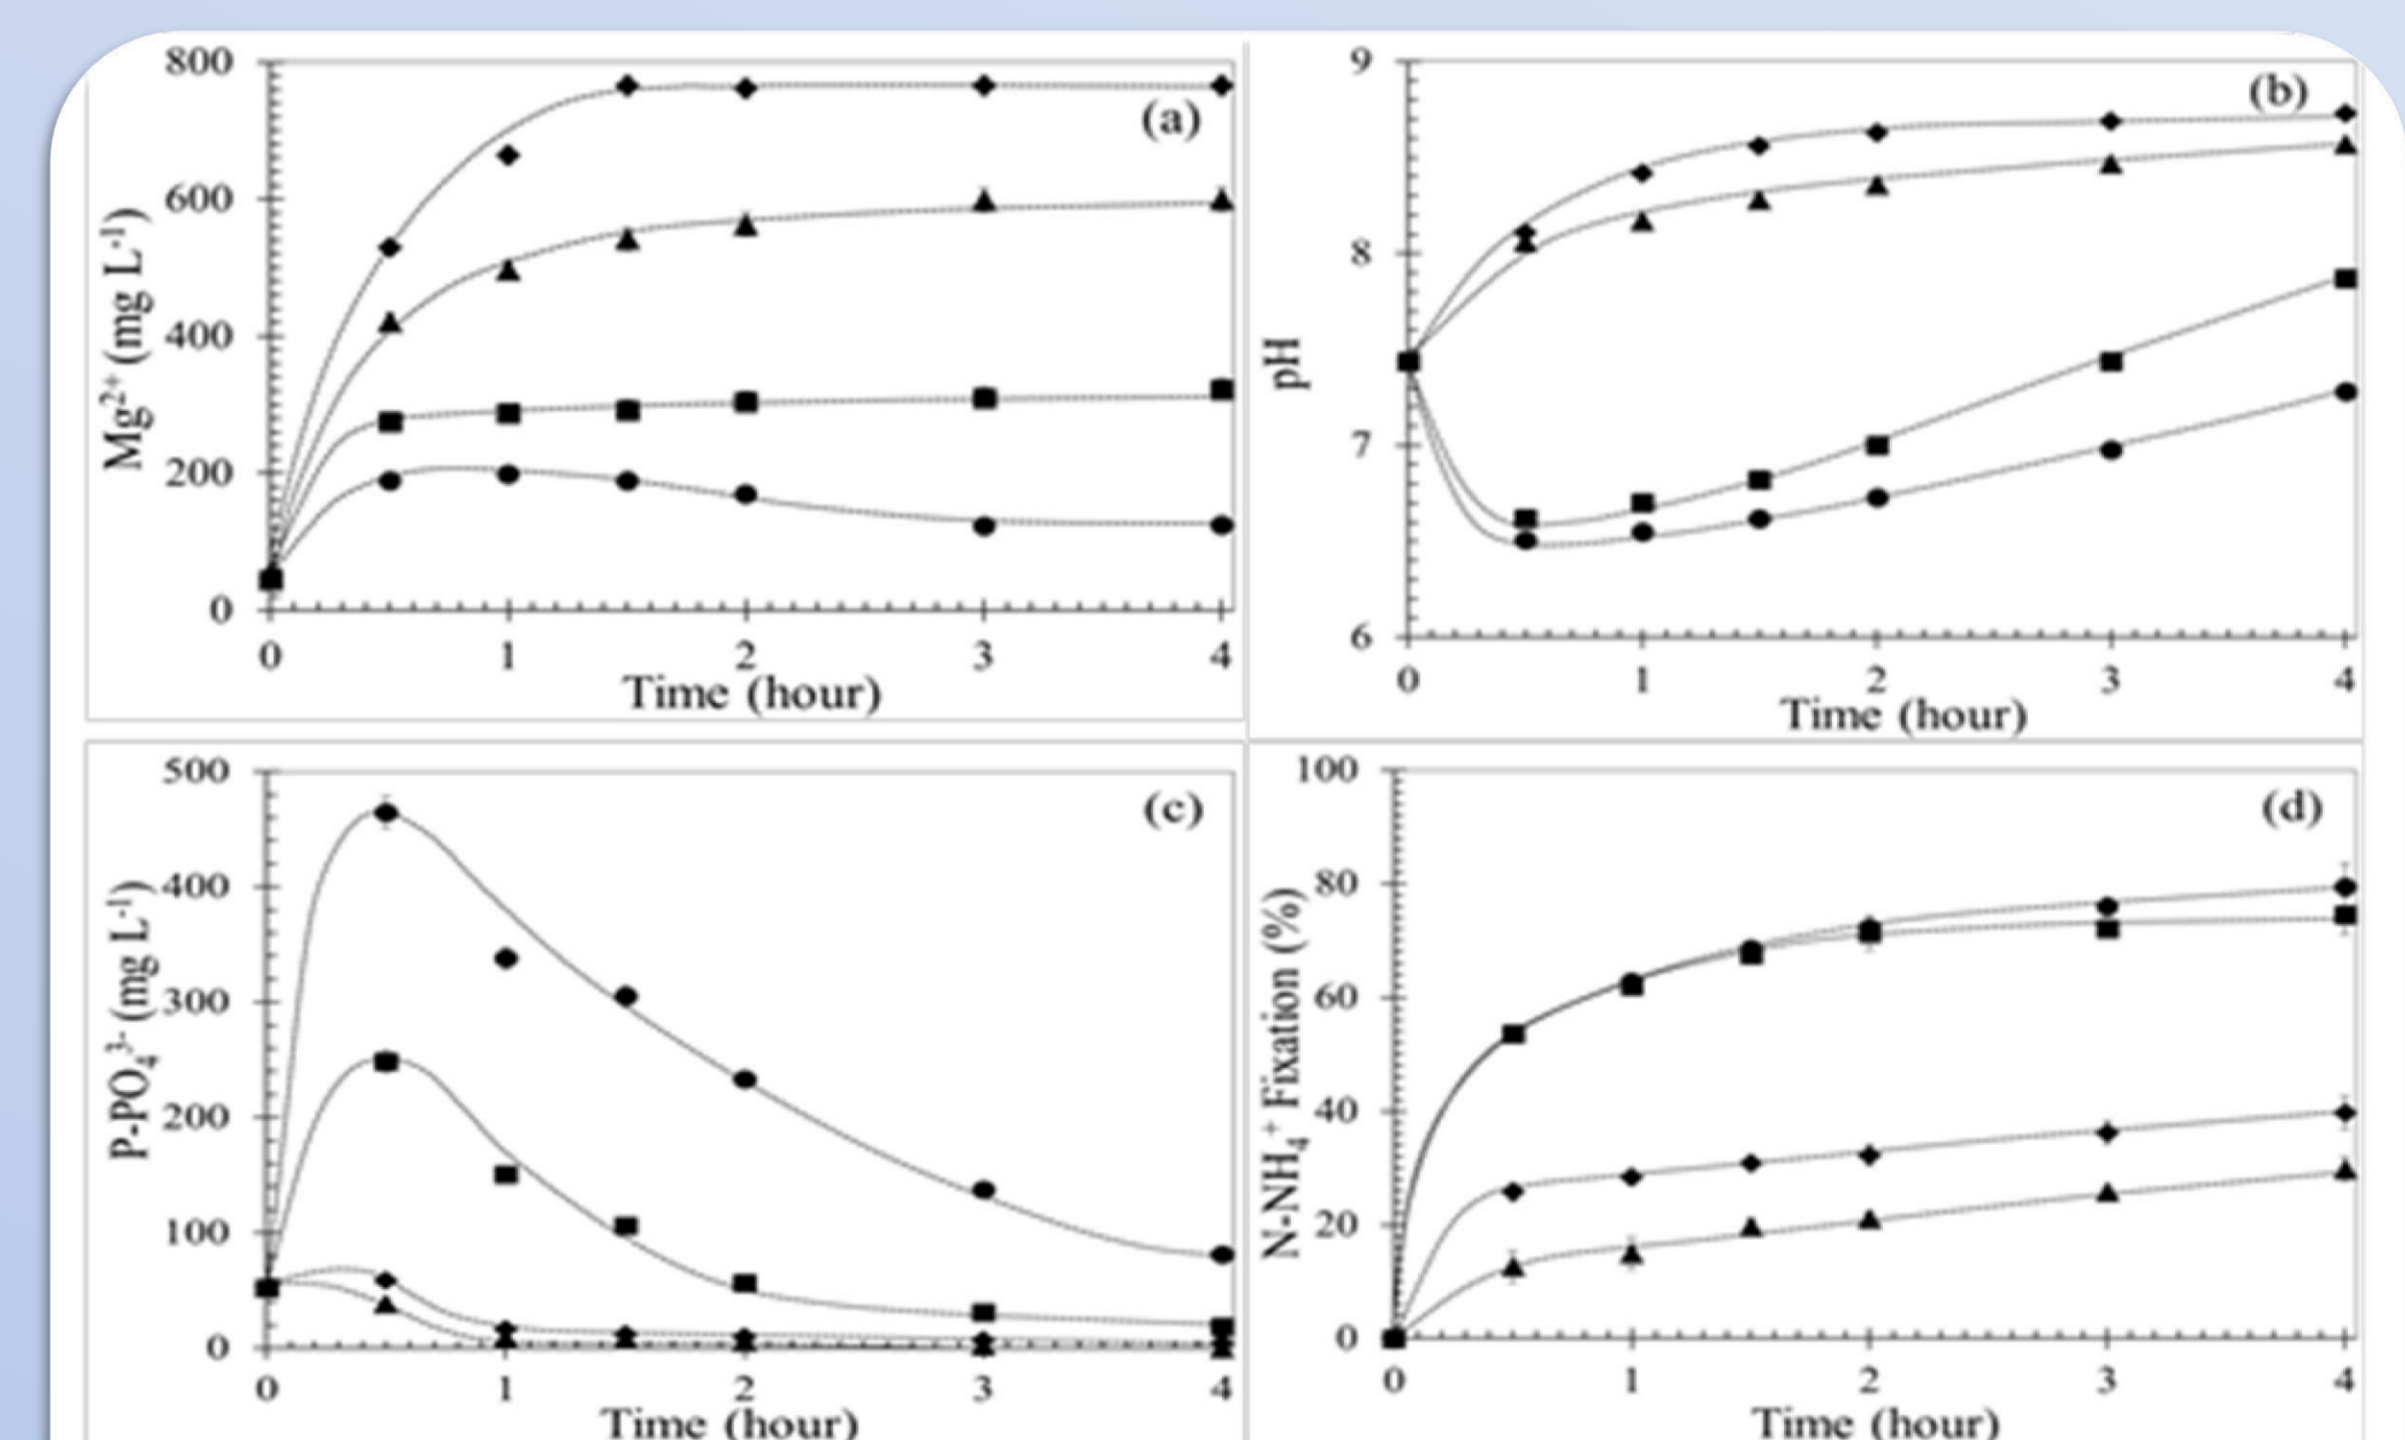 800
600
400
200
0
Mg²⁺ (mg L⁻¹)
(a)
0 1 2 3 4
Time (hour)
9
8
7
6
pH
(b)
0 1 2 3 4
Time (hour)
500
400
300
200
100
0
P-PO₄³⁻ (mg L⁻¹)
(c)
0 1 2 3 4
Time (hour)
100
80
60
40
20
0
N-NH₄⁺ Fixation (%)
(d)
0 1 2 3 4
Time (hour)